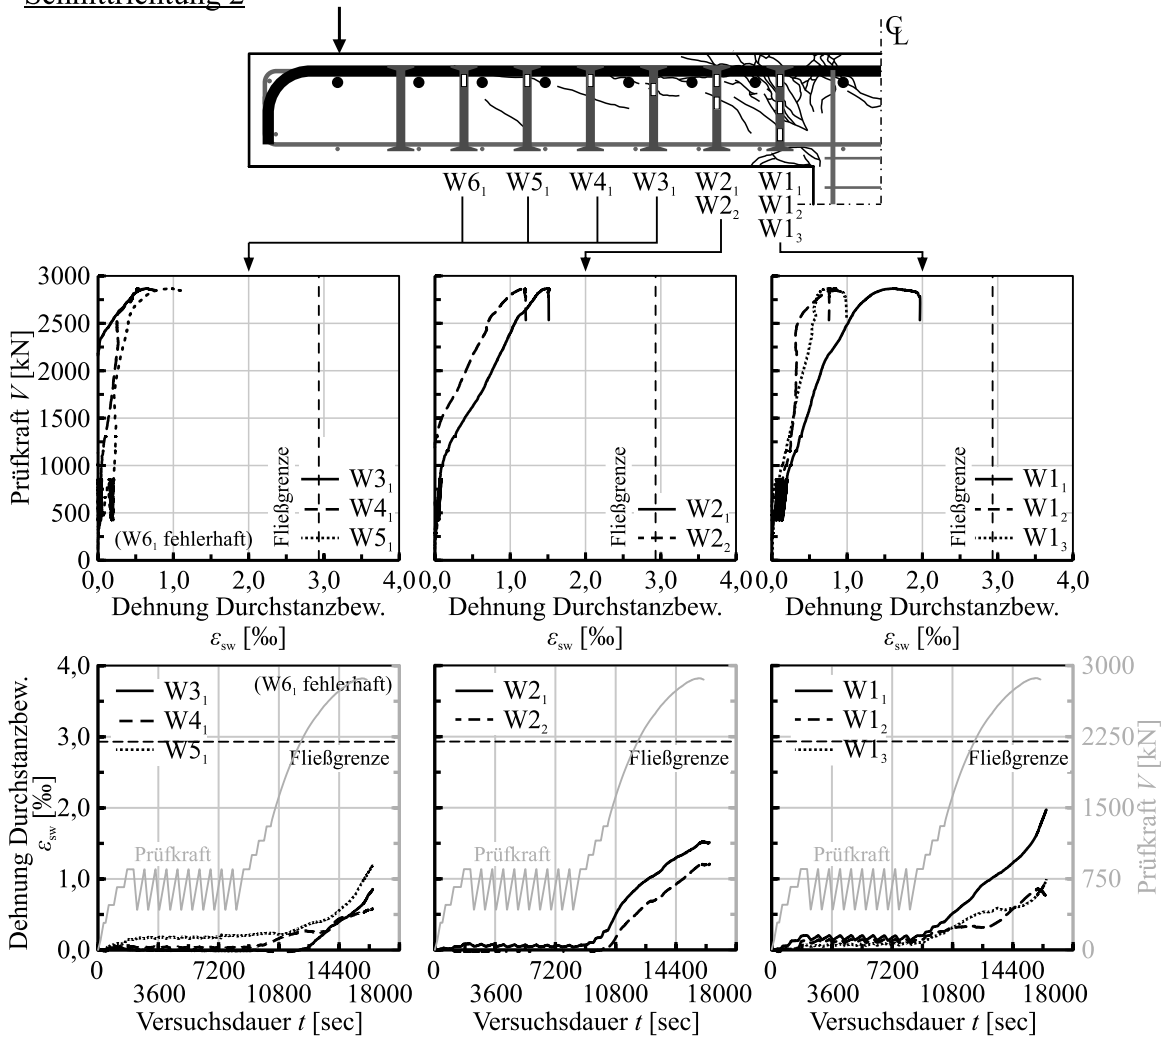 Schnittrichtung 2
CL
W6₁ W5₁ W4₁ W3₁ W2₁ W1₁
W2₂ W1₂
W1₃
Prüfkraft V [kN]
3000
2500
2000
1500
1000
500
0
Fließgrenze
W3₁
W4₁
W5₁
(W6₁ fehlerhaft)
0,0 1,0 2,0 3,0 4,0
Dehnung Durchstanzbew.
εsw [‰]
Fließgrenze
W2₁
W2₂
0,0 1,0 2,0 3,0 4,0
Dehnung Durchstanzbew.
εsw [‰]
Fließgrenze
W1₁
W1₂
W1₃
0,0 1,0 2,0 3,0 4,0
Dehnung Durchstanzbew.
εsw [‰]
Dehnung Durchstanzbew.
εsw [‰]
4,0
3,0
2,0
1,0
0,0
W3₁
W4₁
W5₁
(W6₁ fehlerhaft)
Fließgrenze
Prüfkraft
0 7200 14400
3600 10800 18000
Versuchsdauer t [sec]
W2₁
W2₂
Fließgrenze
Prüfkraft
0 7200 14400
3600 10800 18000
Versuchsdauer t [sec]
W1₁
W1₂
W1₃
Fließgrenze
Prüfkraft
0 7200 14400
3600 10800 18000
Versuchsdauer t [sec]
3000
2250
1500
750
0
Prüfkraft V [kN]